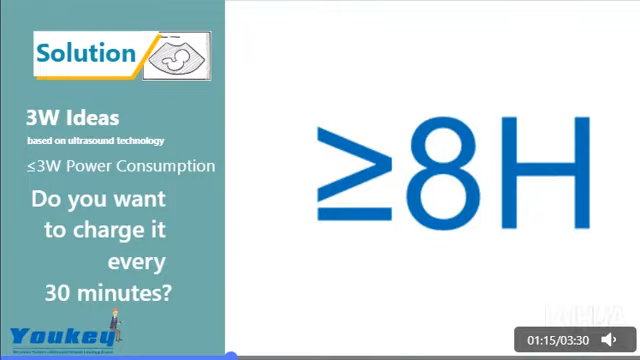 Solution
3W Ideas
based on ultrasound technology
≤3W Power Consumption
Do you want
to charge it
every
30 minutes?
≥8H
Youkey
01:15/03:30